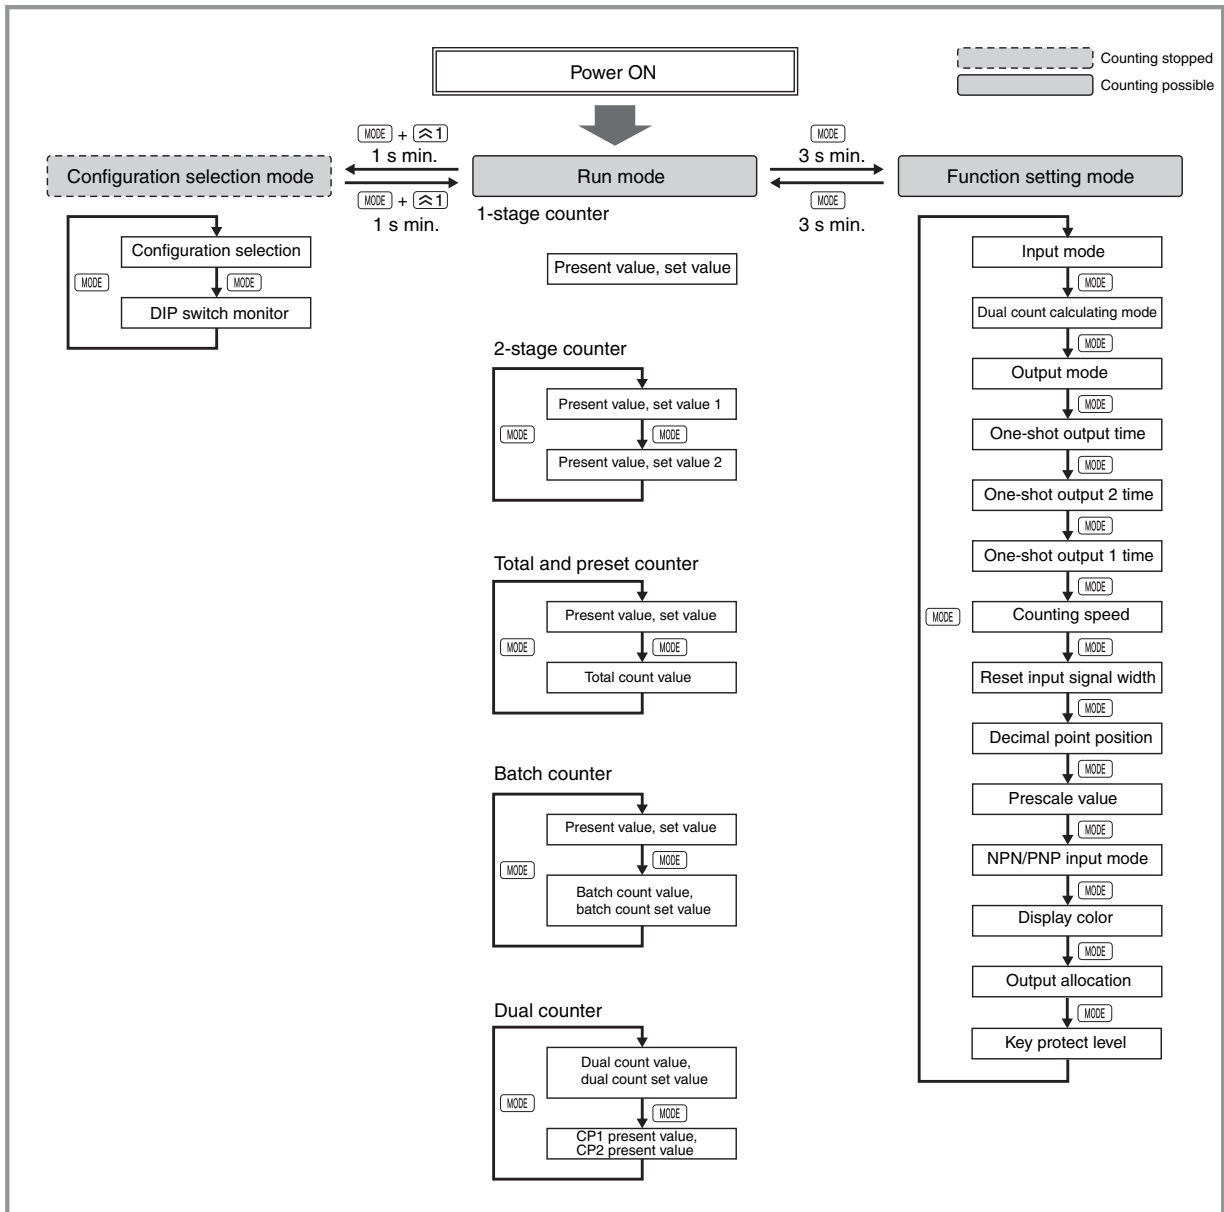 Power ON
Counting stopped
Counting possible
MODE + 1
1 s min.
MODE
3 s min.
Configuration selection mode
Run mode
Function setting mode
MODE + 1
1 s min.
MODE
3 s min.
Configuration selection
MODE
MODE
DIP switch monitor
1-stage counter
Present value, set value
2-stage counter
Present value, set value 1
MODE
MODE
Present value, set value 2
Total and preset counter
Present value, set value
MODE
MODE
Total count value
Batch counter
Present value, set value
MODE
MODE
Batch count value,
batch count set value
Dual counter
Dual count value,
dual count set value
MODE
MODE
CP1 present value,
CP2 present value
Input mode
MODE
Dual count calculating mode
MODE
Output mode
MODE
One-shot output time
MODE
One-shot output 2 time
MODE
One-shot output 1 time
MODE
MODE
Counting speed
MODE
Reset input signal width
MODE
Decimal point position
MODE
Prescale value
MODE
NPN/PNP input mode
MODE
Display color
MODE
Output allocation
MODE
Key protect level